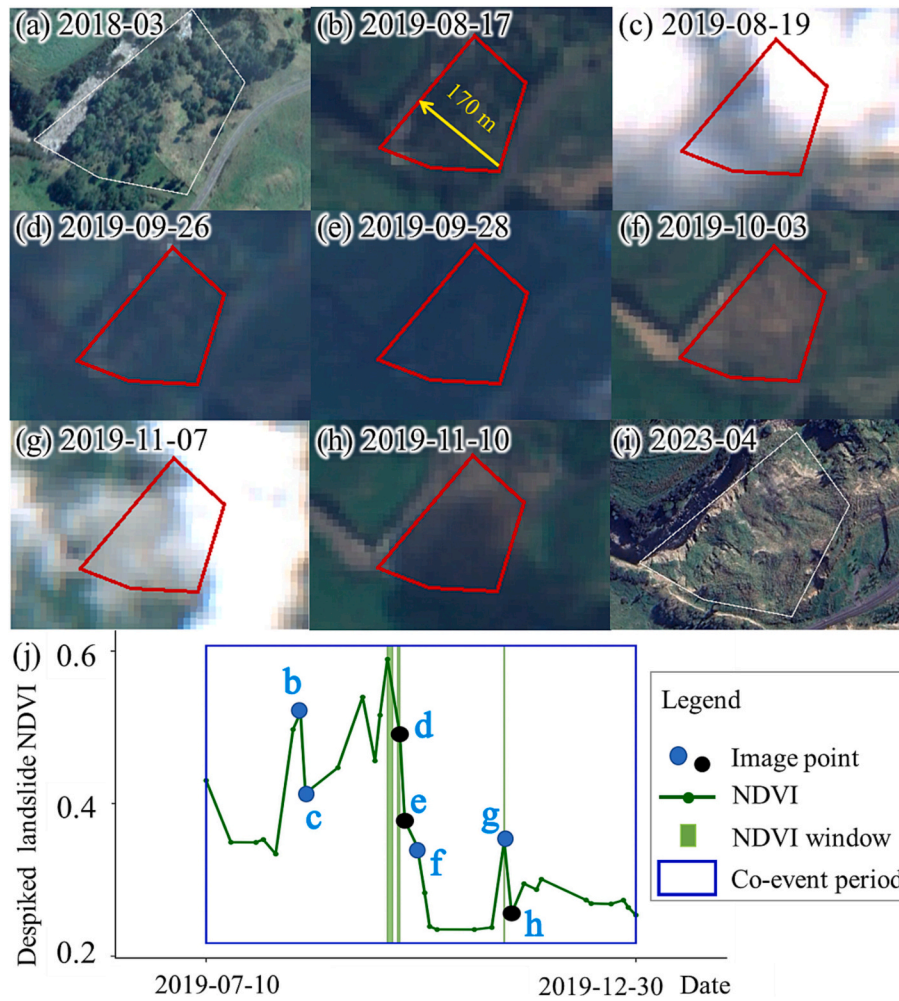 (a) 2018-03
(b) 2019-08-17
(c) 2019-08-19
170 m
(d) 2019-09-26
(e) 2019-09-28
(f) 2019-10-03
(g) 2019-11-07
(h) 2019-11-10
(i) 2023-04
(j)
Despiked landslide NDVI
0.6
0.4
0.2
b
c
d
e
f
g
h
2019-07-10
2019-12-30
Date
Legend
Image point
NDVI
NDVI window
Co-event period